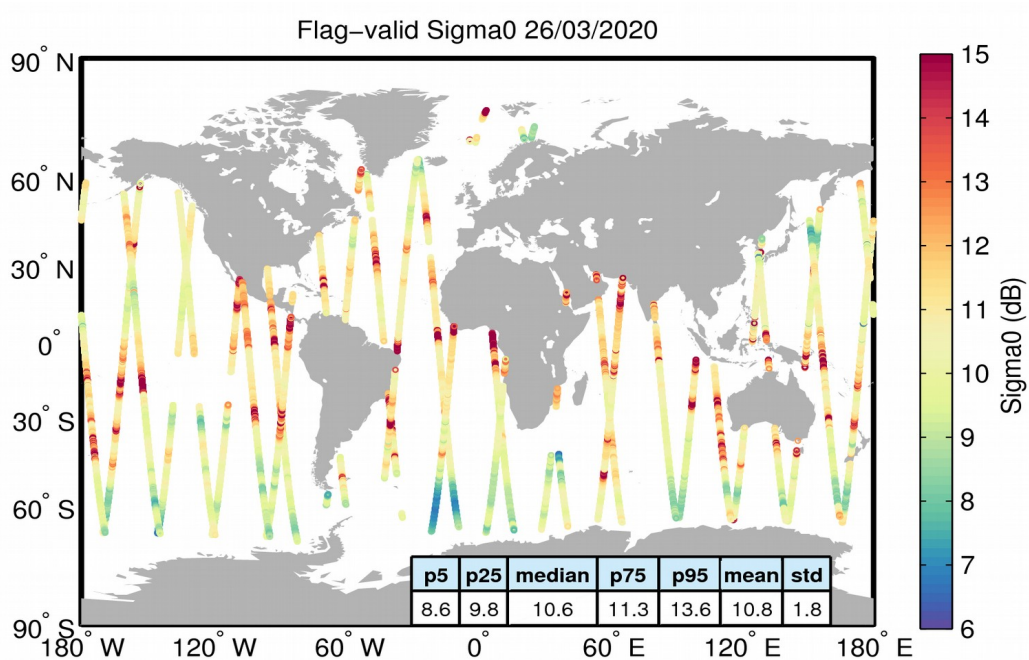 Flag−valid Sigma0 26/03/2020
90° N
60° N
30° N
0°
30° S
60° S
90° S
180° W 120° W 60° W 0° 60° E 120° E 180° E
p5 p25 median p75 p95 mean std
8.6 9.8 10.6 11.3 13.6 10.8 1.8
15
14
13
12
11
10
9
8
7
6
Sigma0 (dB)